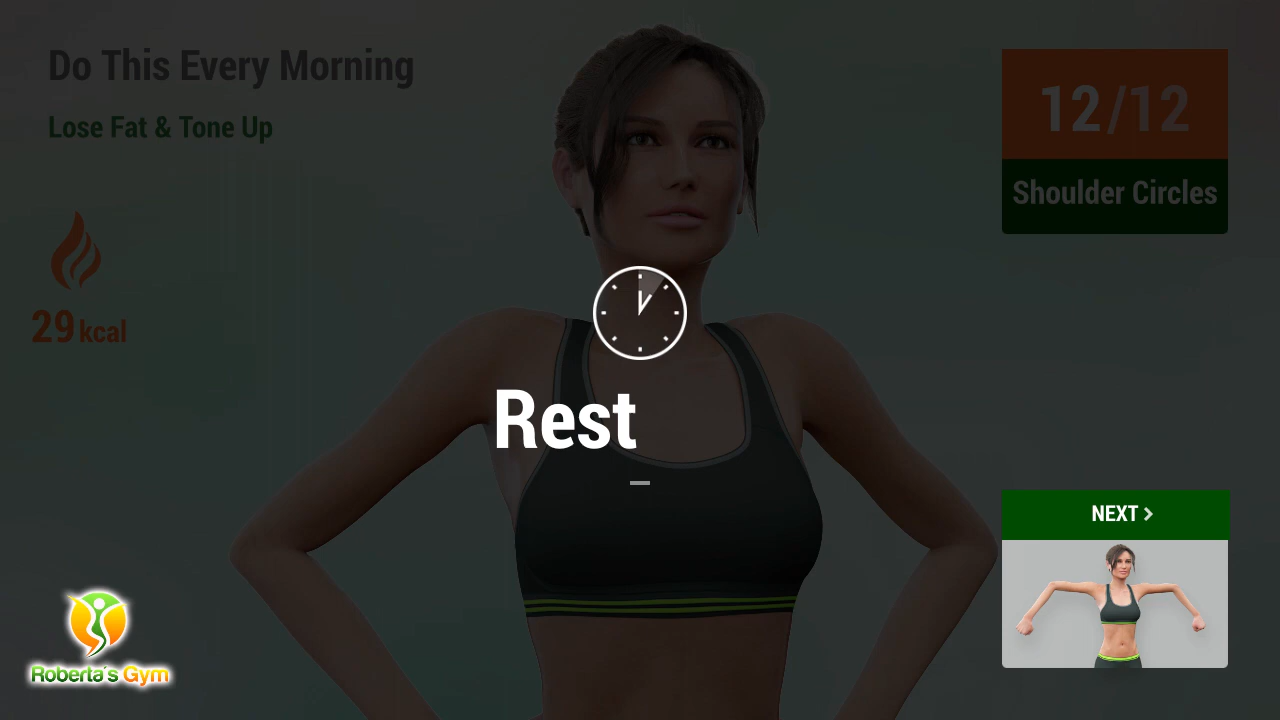 Do This Every Morning
Lose Fat & Tone Up
12/12
Shoulder Circles
29 kcal
Rest
NEXT >
Roberta's Gym